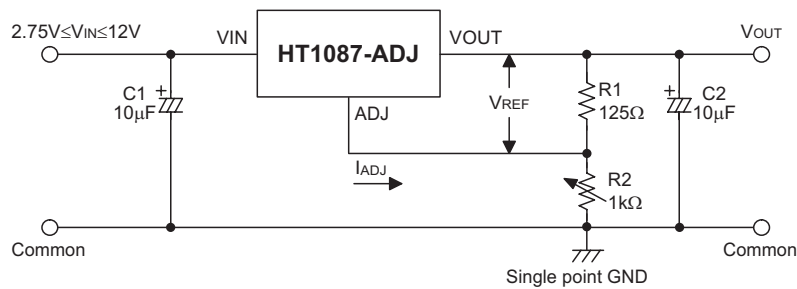 2.75V≤VIN≤12V
VIN
HT1087-ADJ
VOUT
VOUT
C1
+
10μF
ADJ
VREF
R1
125Ω
+
C2
10μF
IADJ
R2
1kΩ
Common
Common
Single point GND